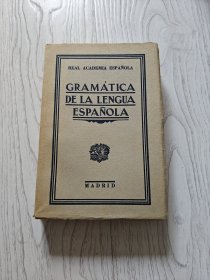 REAL ACADEMIA ESPAÑOLA
GRAMÁTICA
DE LA LENGUA
ESPAÑOLA
MADRID